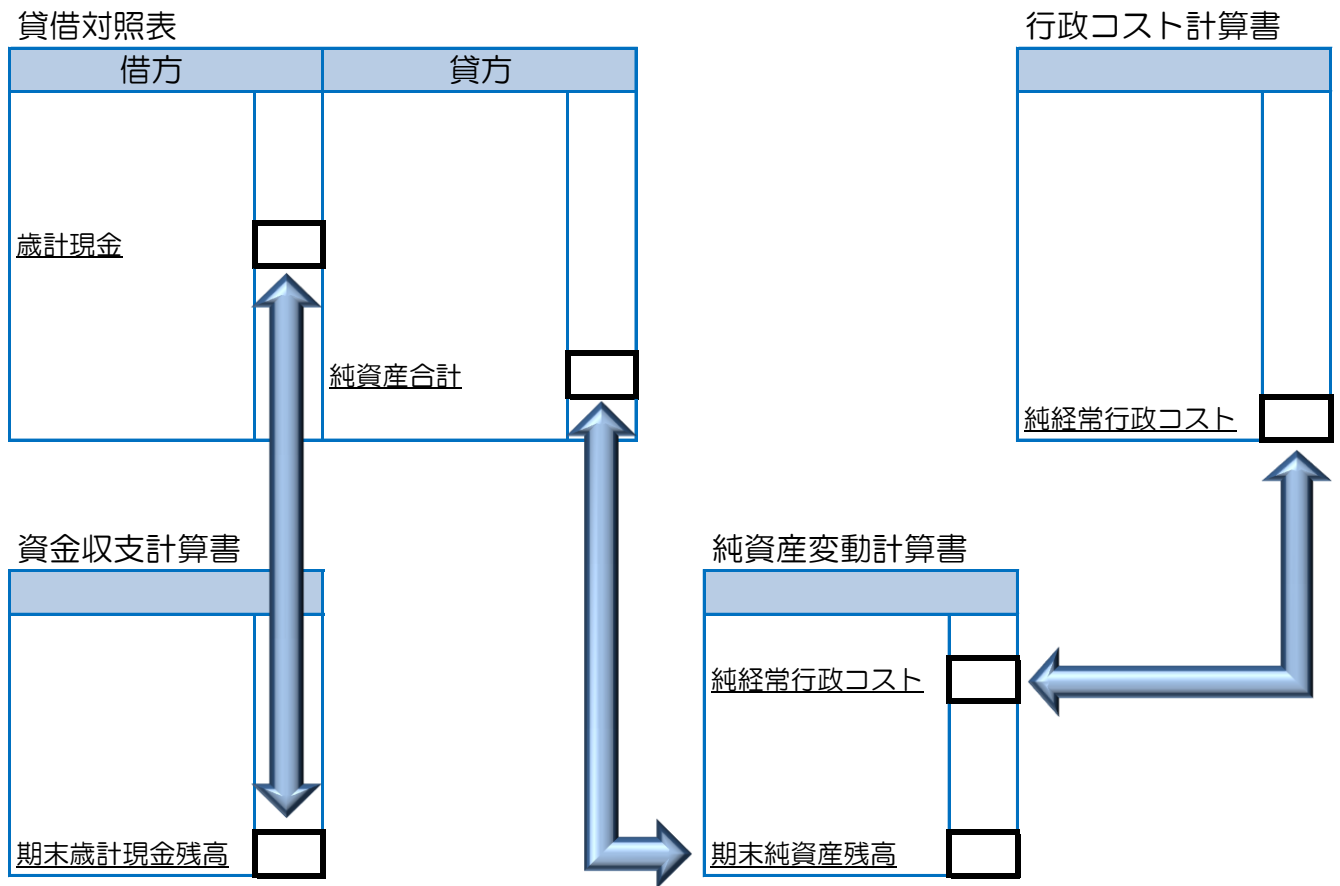 貸借対照表
借方
貸方
歳計現金
純資産合計
行政コスト計算書
純経常行政コスト
資金収支計算書
期末歳計現金残高
純資産変動計算書
純経常行政コスト
期末純資産残高